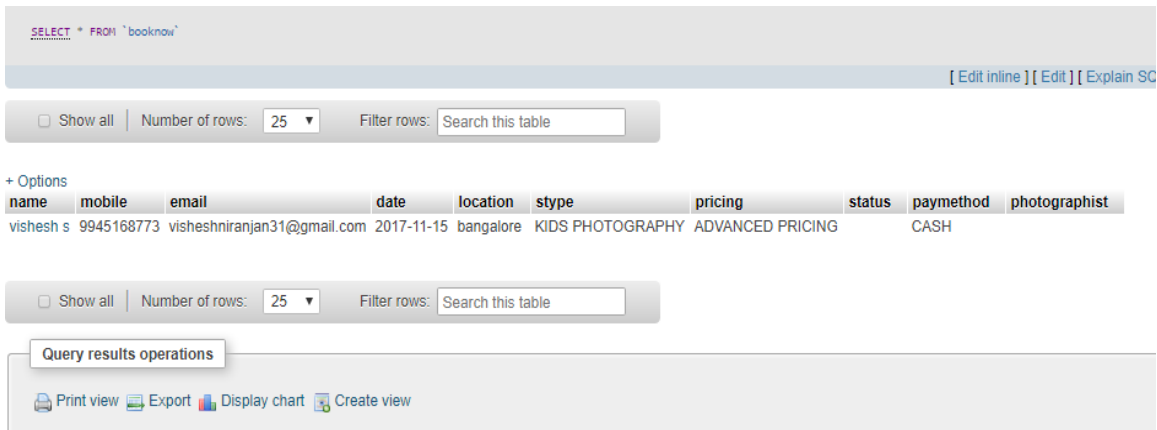 SELECT * FROM `booknow`
[ Edit inline ] [ Edit ] [ Explain SQ
Show all Number of rows: 25 Filter rows: Search this table
+ Options
name mobile email date location stype pricing status paymethod photographist
vishesh s 9945168773 visheshniranjan31@gmail.com 2017-11-15 bangalore KIDS PHOTOGRAPHY ADVANCED PRICING CASH
Show all Number of rows: 25 Filter rows: Search this table
Query results operations
Print view Export Display chart Create view